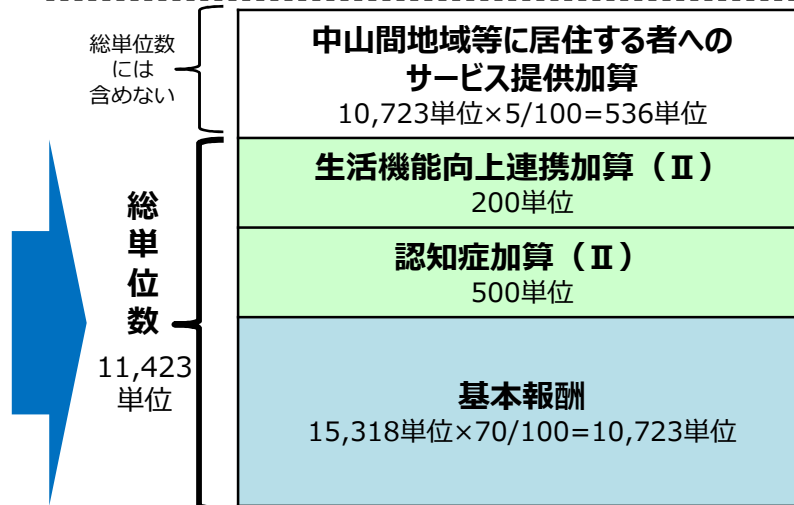 総単位数
には
含めない
中山間地域等に居住する者への
サービス提供加算
10,723単位×5/100=536単位
総単位数
11,423
単位
生活機能向上連携加算（Ⅱ）
200単位
認知症加算（Ⅱ）
500単位
基本報酬
15,318単位×70/100=10,723単位